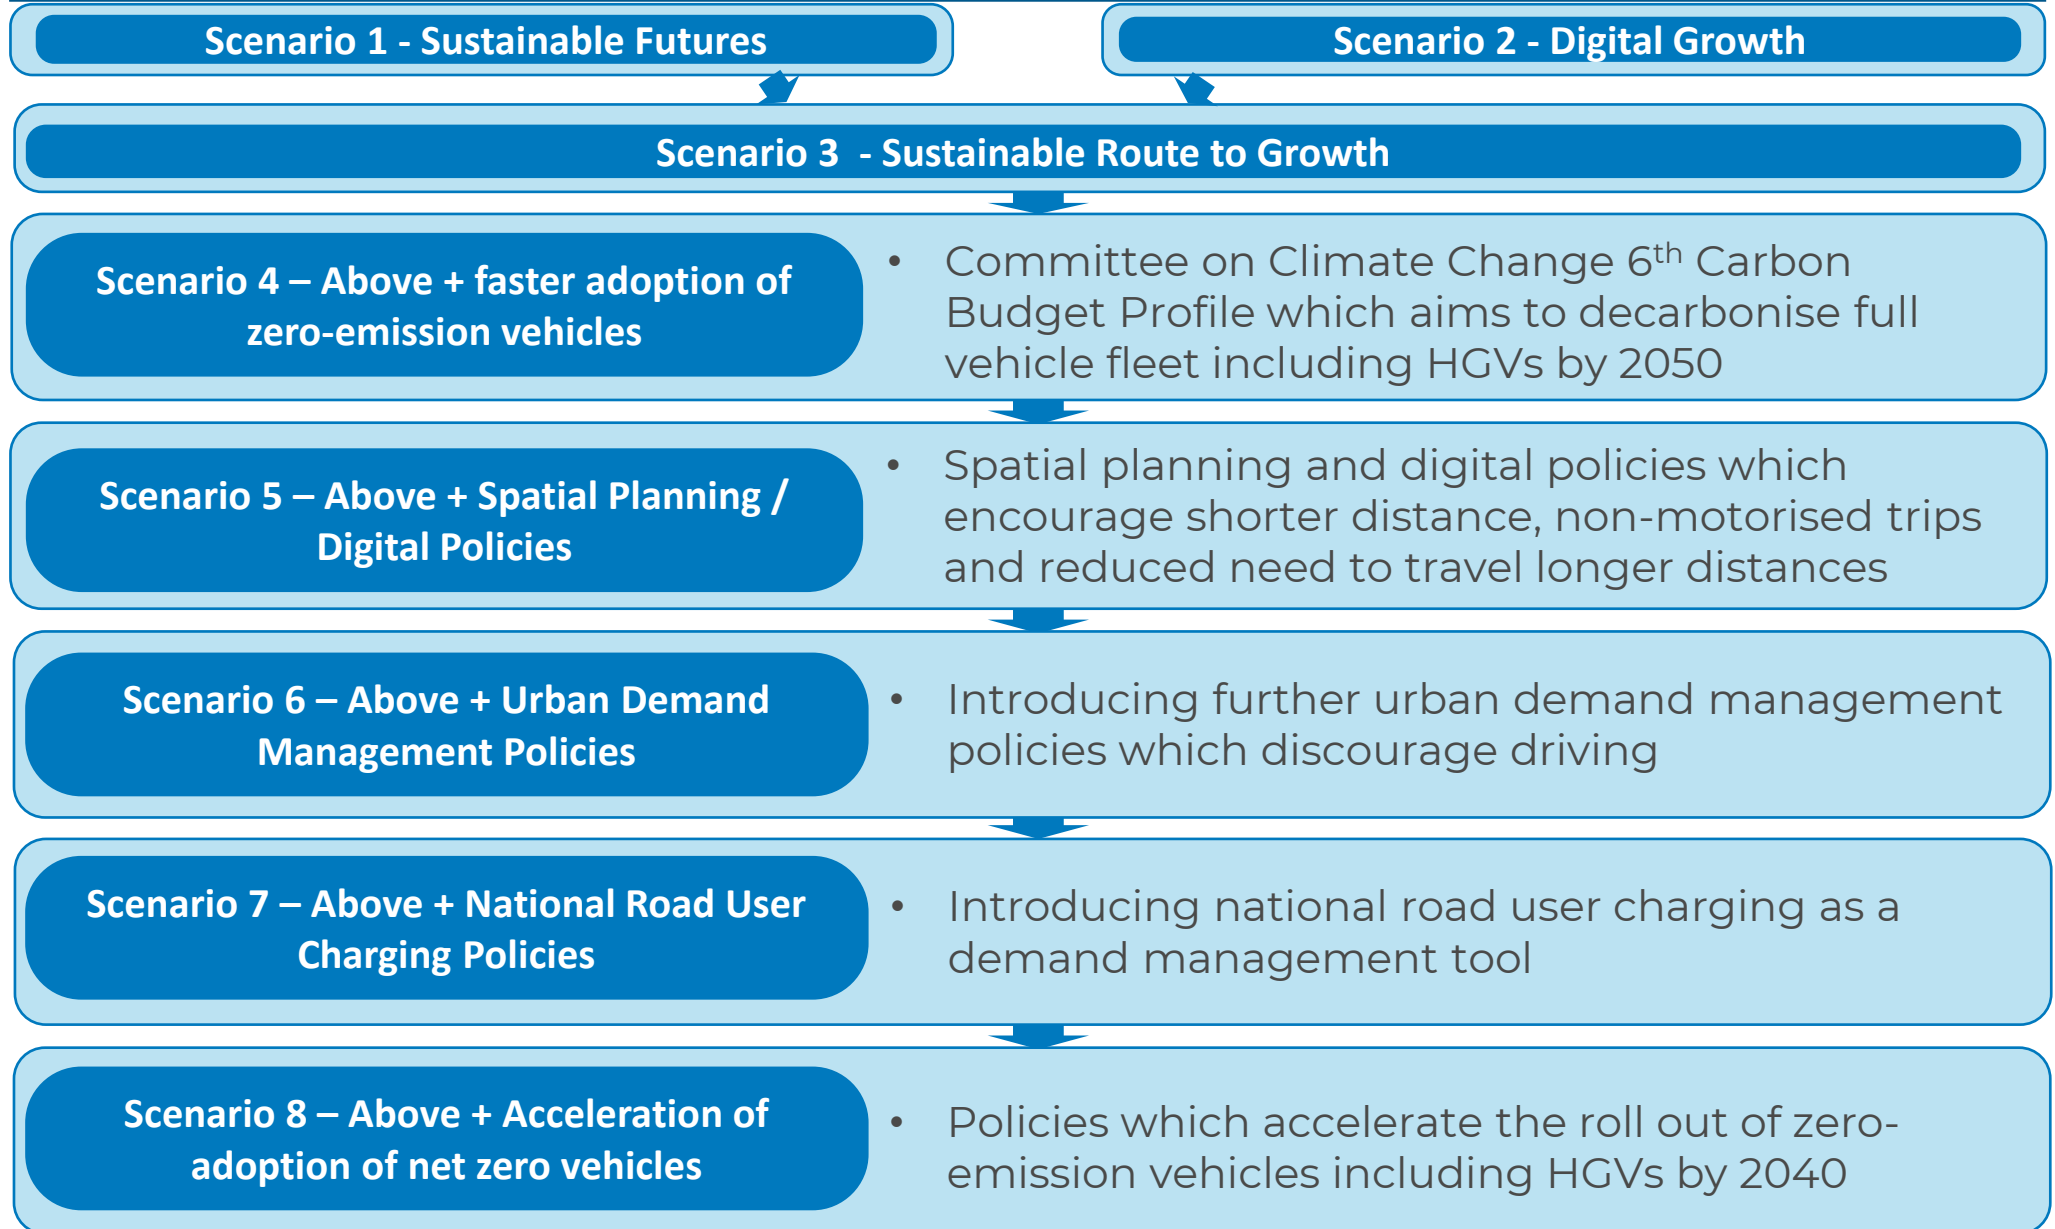 Scenario 1 - Sustainable Futures
Scenario 2 - Digital Growth
Scenario 3  - Sustainable Route to Growth
Scenario 4 – Above + faster adoption of
zero-emission vehicles
• Committee on Climate Change 6th Carbon
Budget Profile which aims to decarbonise full
vehicle fleet including HGVs by 2050
Scenario 5 – Above + Spatial Planning /
Digital Policies
• Spatial planning and digital policies which
encourage shorter distance, non-motorised trips
and reduced need to travel longer distances
Scenario 6 – Above + Urban Demand
Management Policies
• Introducing further urban demand management
policies which discourage driving
Scenario 7 – Above + National Road User
Charging Policies
• Introducing national road user charging as a
demand management tool
Scenario 8 – Above + Acceleration of
adoption of net zero vehicles
• Policies which accelerate the roll out of zero-
emission vehicles including HGVs by 2040